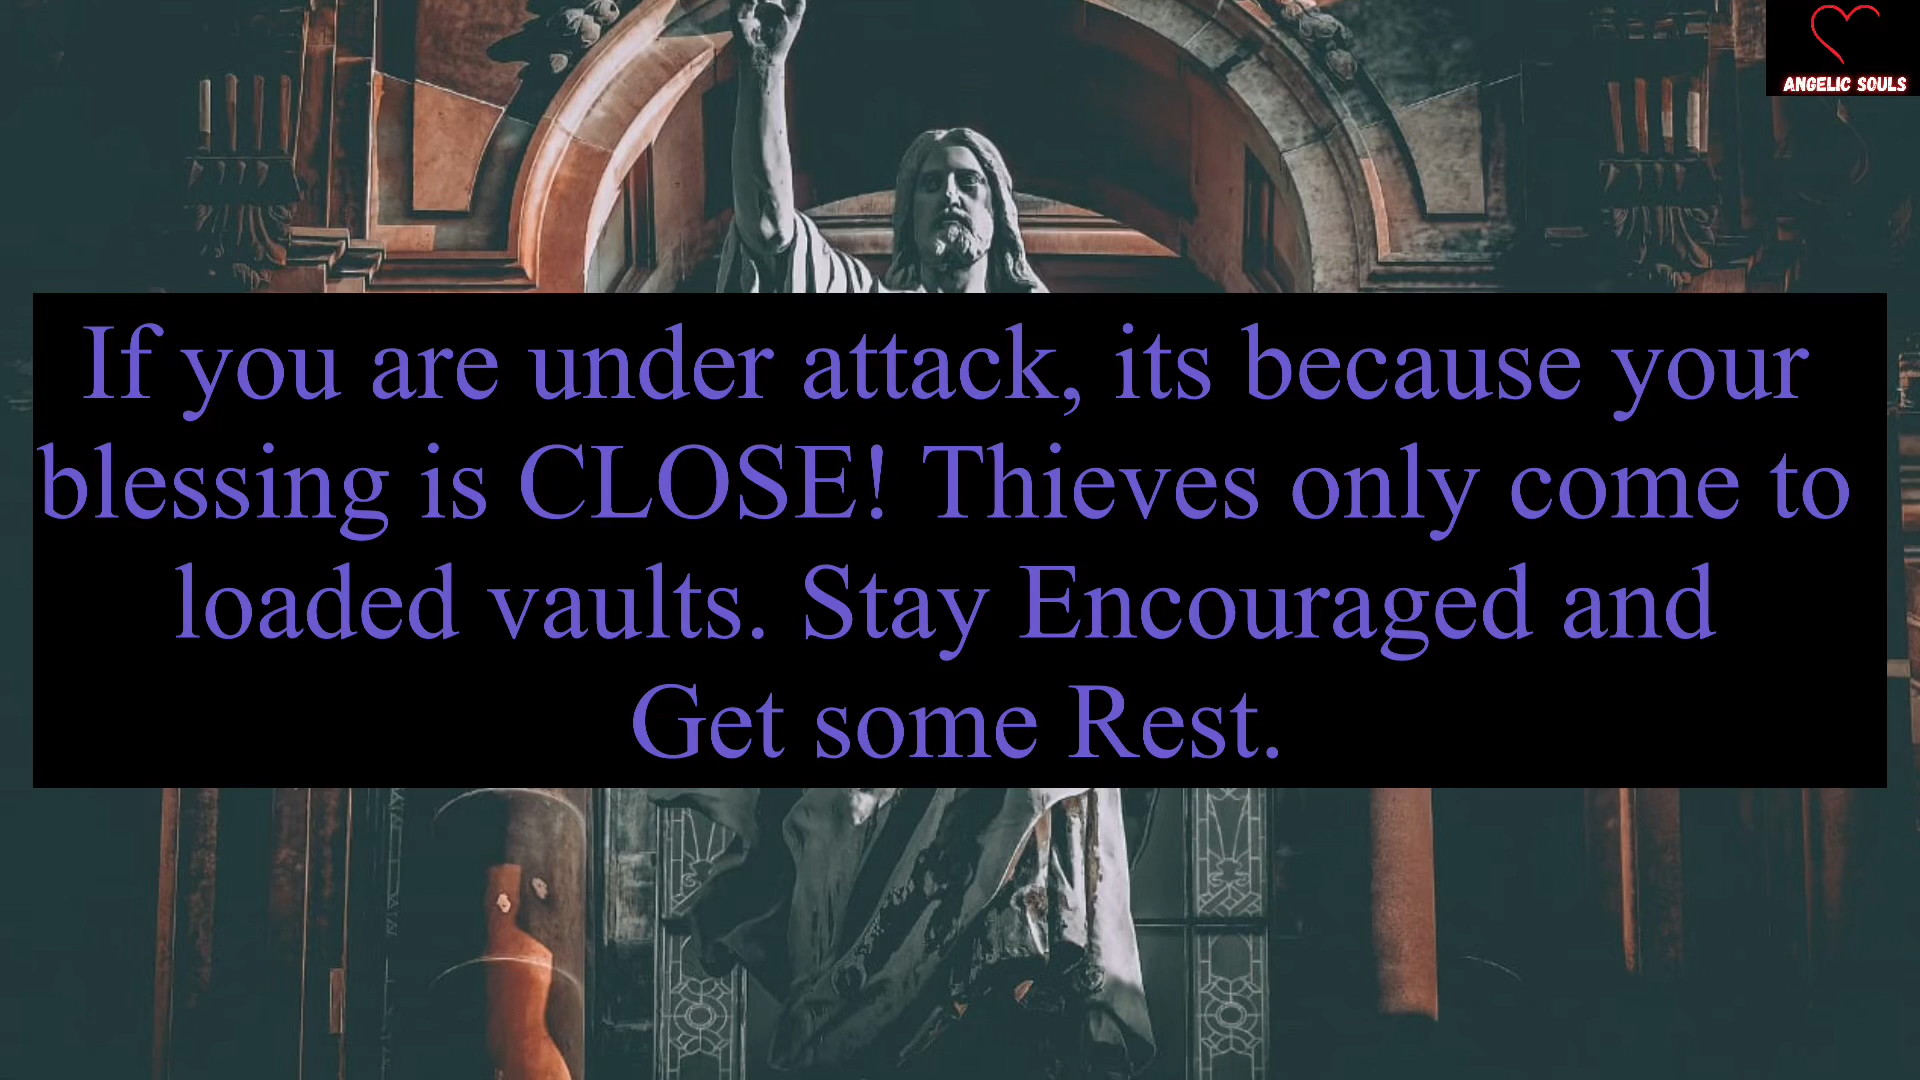 ANGELIC SOULS
If you are under attack, its because your
blessing is CLOSE! Thieves only come to
loaded vaults. Stay Encouraged and
Get some Rest.